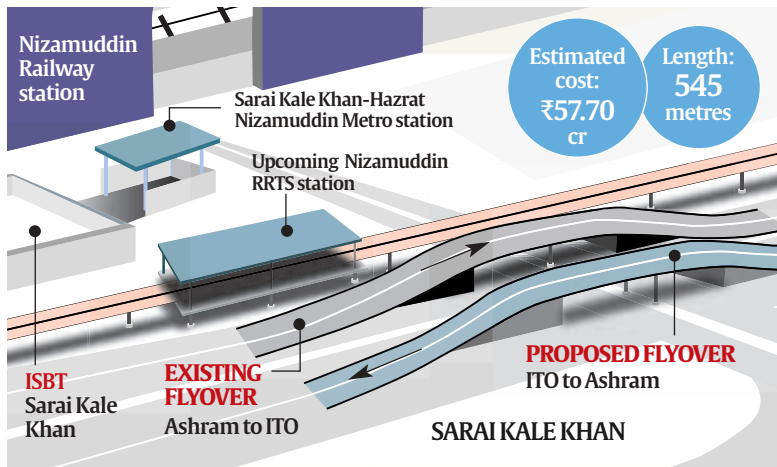 Nizamuddin
Railway
station
Estimated
cost:
₹57.70
cr
Length:
545
metres
Sarai Kale Khan-Hazrat
Nizamuddin Metro station
Upcoming Nizamuddin
RRTS station
ISBT
Sarai Kale
Khan
EXISTING
FLYOVER
Ashram to ITO
PROPOSED FLYOVER
ITO to Ashram
SARAI KALE KHAN